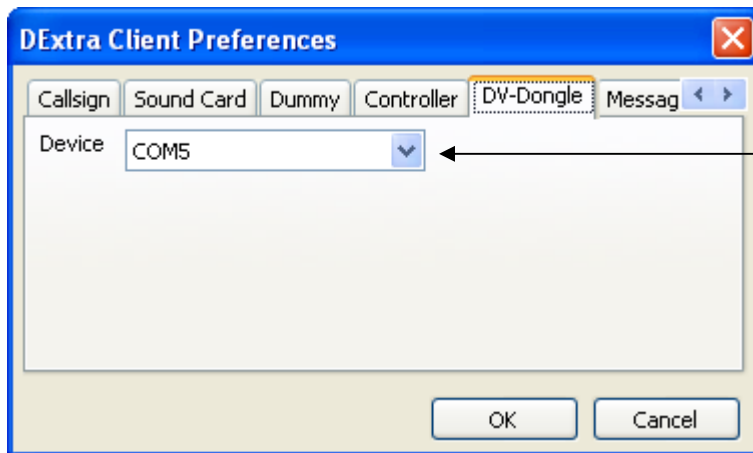 DExtra Client Preferences
Callsign Sound Card Dummy Controller DV-Dongle Messag
Device COM5
OK Cancel